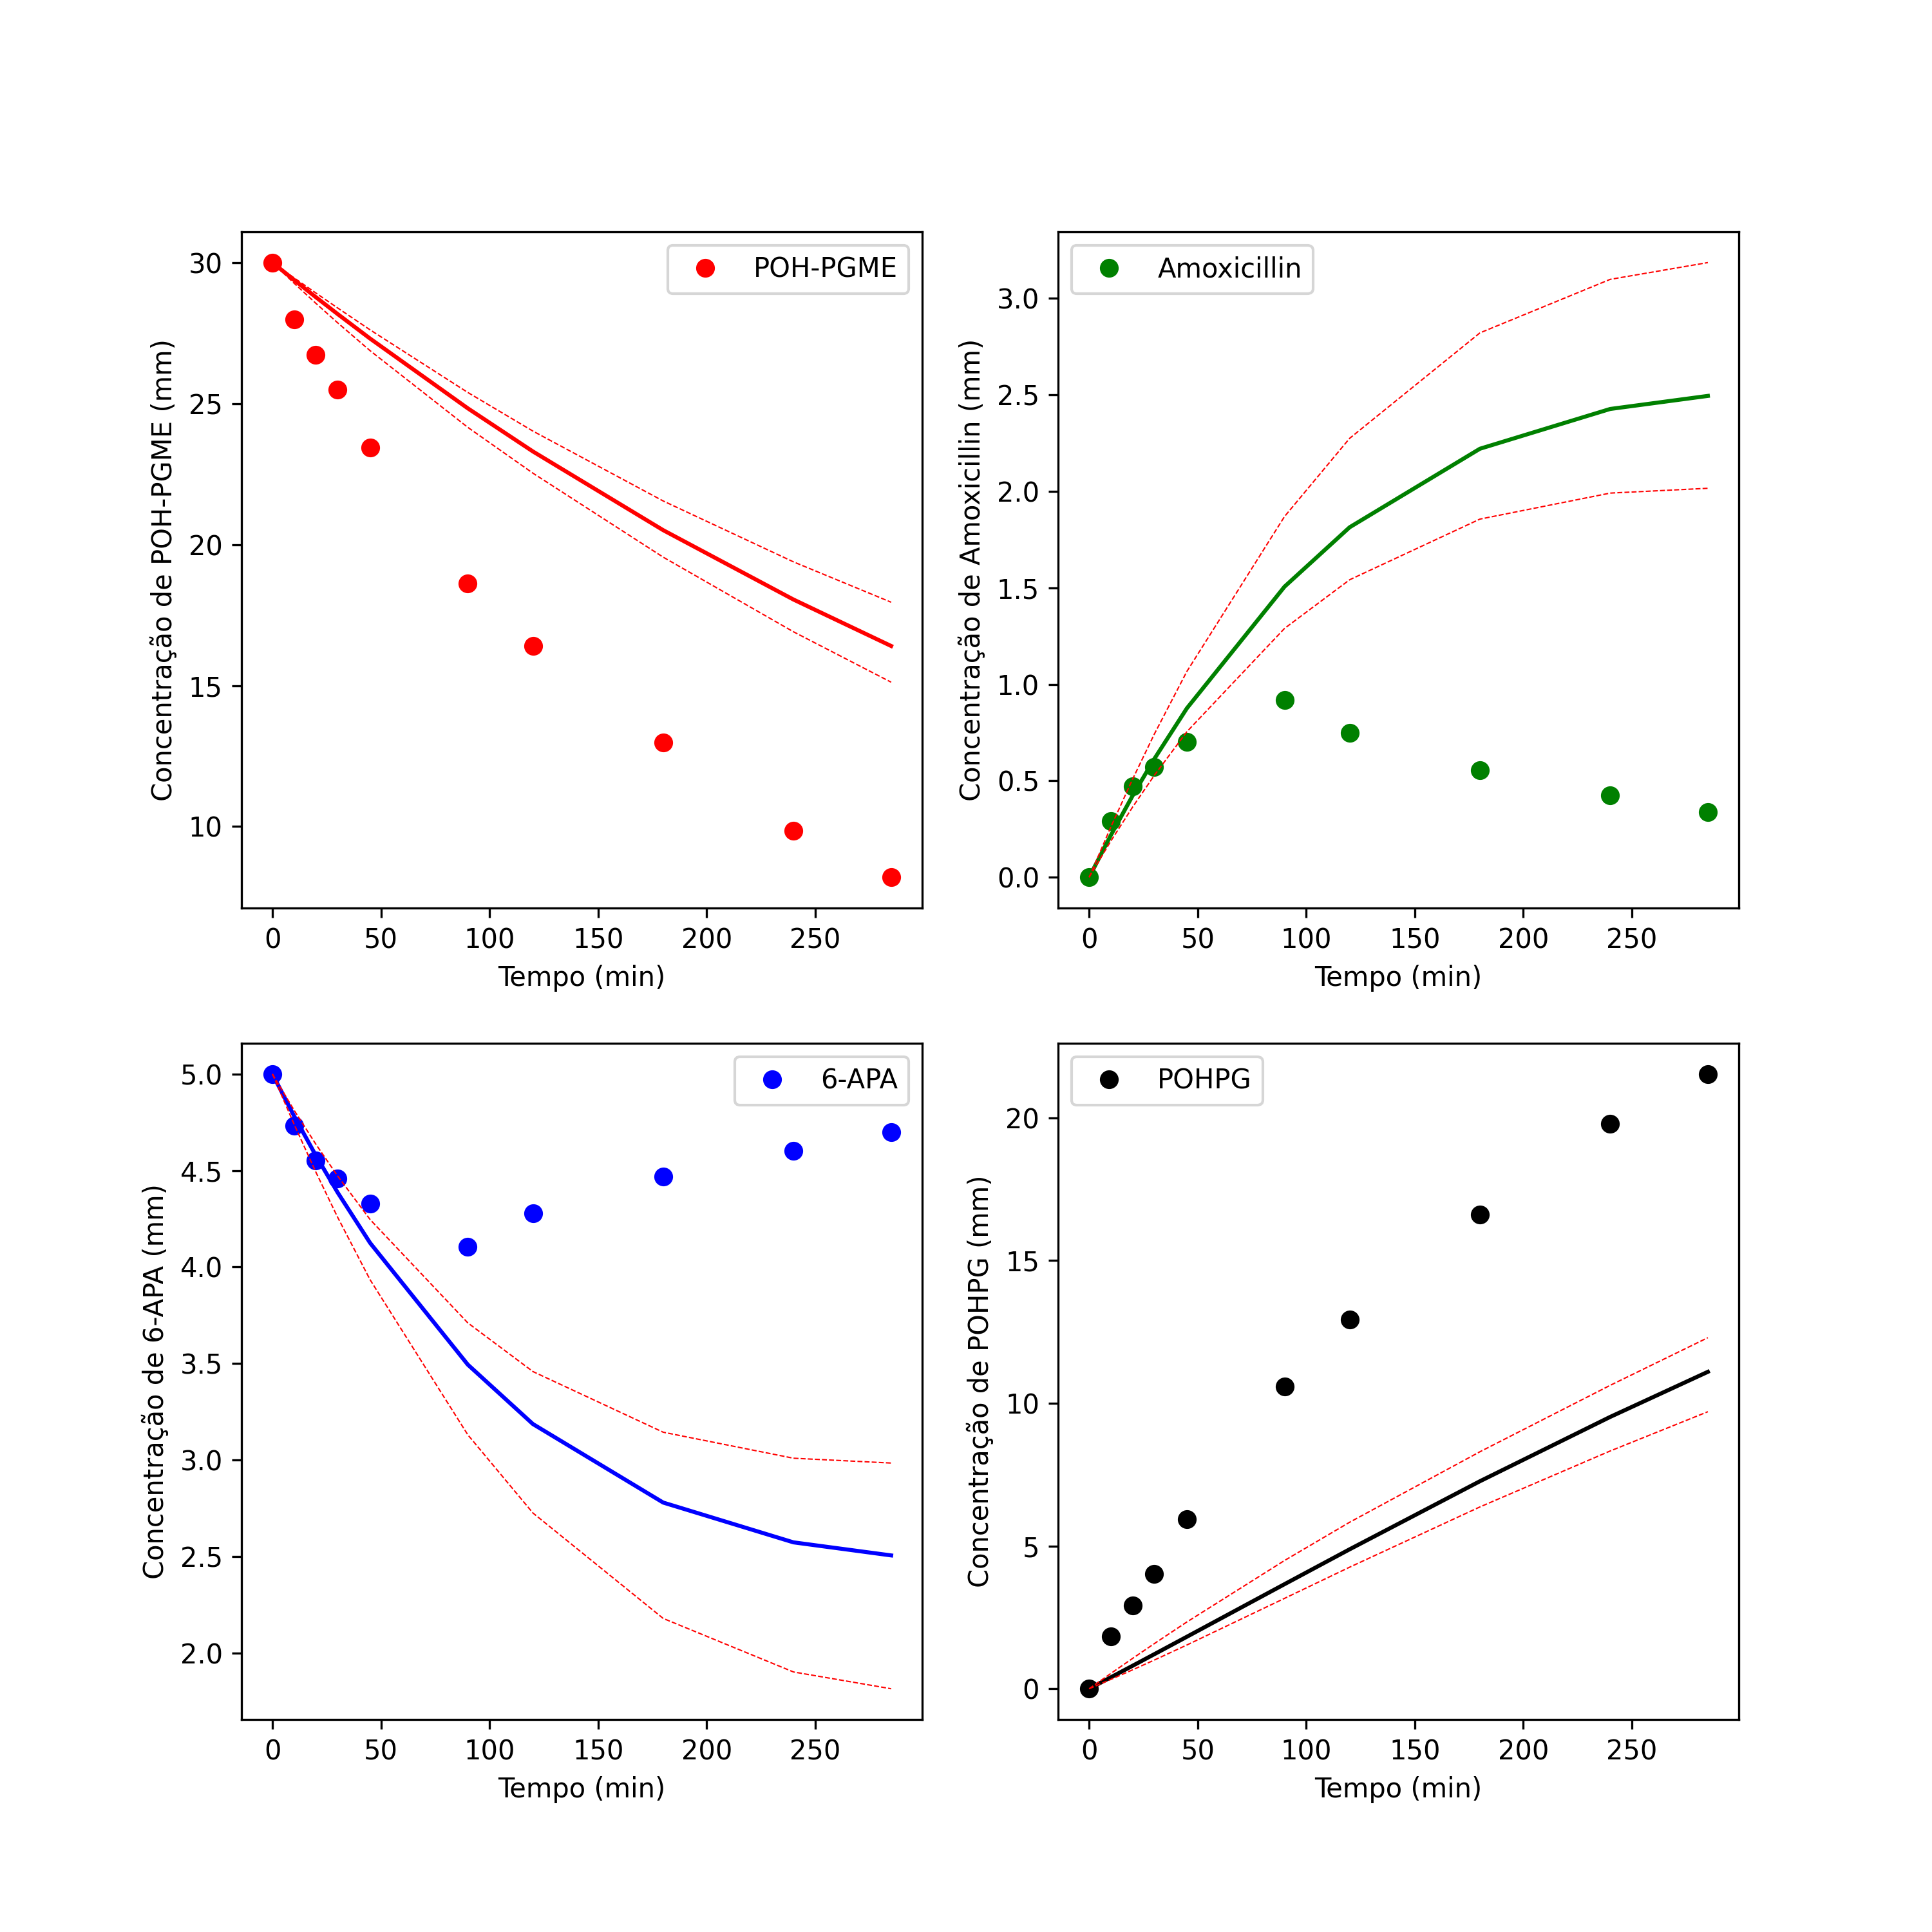 POH-PGME
30
25
20
15
10
Concentração de POH-PGME (mm)
0 50 100 150 200 250
Tempo (min)
Amoxicillin
3.0
2.5
2.0
1.5
1.0
0.5
0.0
Concentração de Amoxicillin (mm)
0 50 100 150 200 250
Tempo (min)
6-APA
5.0
4.5
4.0
3.5
3.0
2.5
2.0
Concentração de 6-APA (mm)
0 50 100 150 200 250
Tempo (min)
POHPG
20
15
10
5
0
Concentração de POHPG (mm)
0 50 100 150 200 250
Tempo (min)